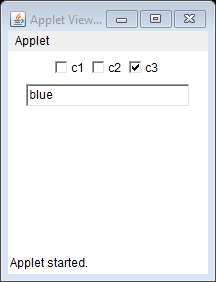 Applet View...
Applet
c1 c2 c3
blue
Applet started.